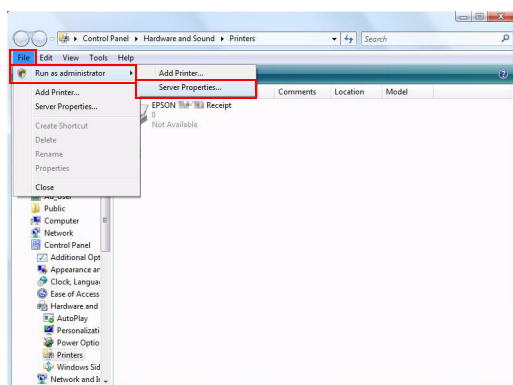 Control Panel ▸ Hardware and Sound ▸ Printers
Search
File Edit View Tools Help
Run as administrator
Add Printer...
Server Properties...
Create Shortcut
Delete
Rename
Properties
Close
Add Printer...
Server Properties...
Comments Location Model
EPSON Receipt
0
Not Available
Public
Computer
Network
Control Panel
Additional Opt
Appearance an
Clock, Languag
Ease of Access
Hardware and
AutoPlay
Personalizati
Power Optio
Printers
Windows Sid
Network and In